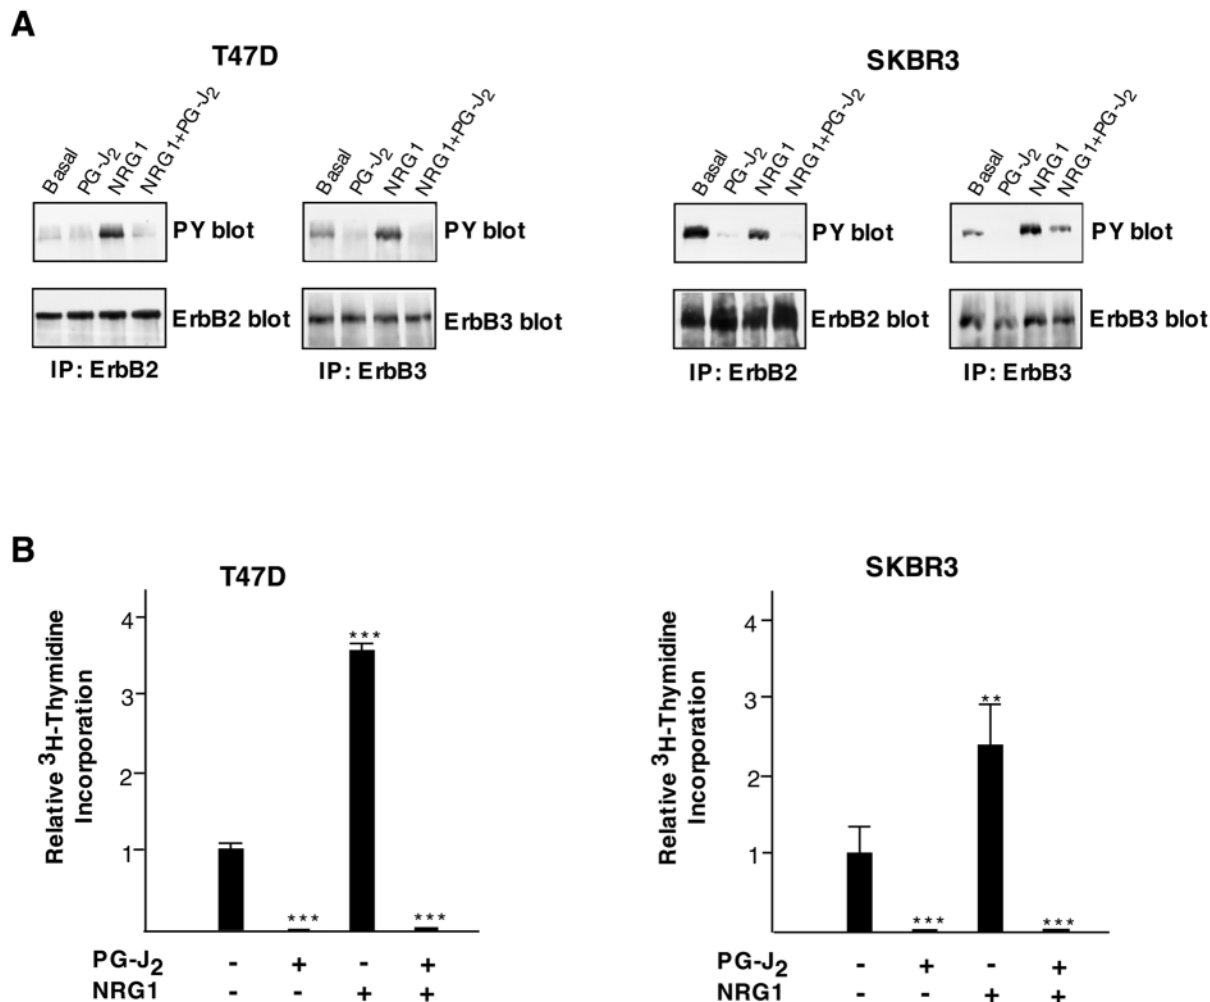 A
T47D
SKBR3
Basal
PG-J2
NRG1
NRG1+PG-J2
Basal
PG-J2
NRG1
NRG1+PG-J2
Basal
PG-J2
NRG1
NRG1+PG-J2
Basal
PG-J2
NRG1
NRG1+PG-J2
PY blot
PY blot
PY blot
PY blot
ErbB2 blot
ErbB3 blot
ErbB2 blot
ErbB3 blot
IP: ErbB2
IP: ErbB3
IP: ErbB2
IP: ErbB3
B
T47D
Relative 3H-Thymidine
Incorporation
4
3
2
1
***
***
***
PG-J2 - + - +
NRG1 - - + +
SKBR3
Relative 3H-Thymidine
Incorporation
4
3
2
1
***
**
***
PG-J2 - + - +
NRG1 - - + +